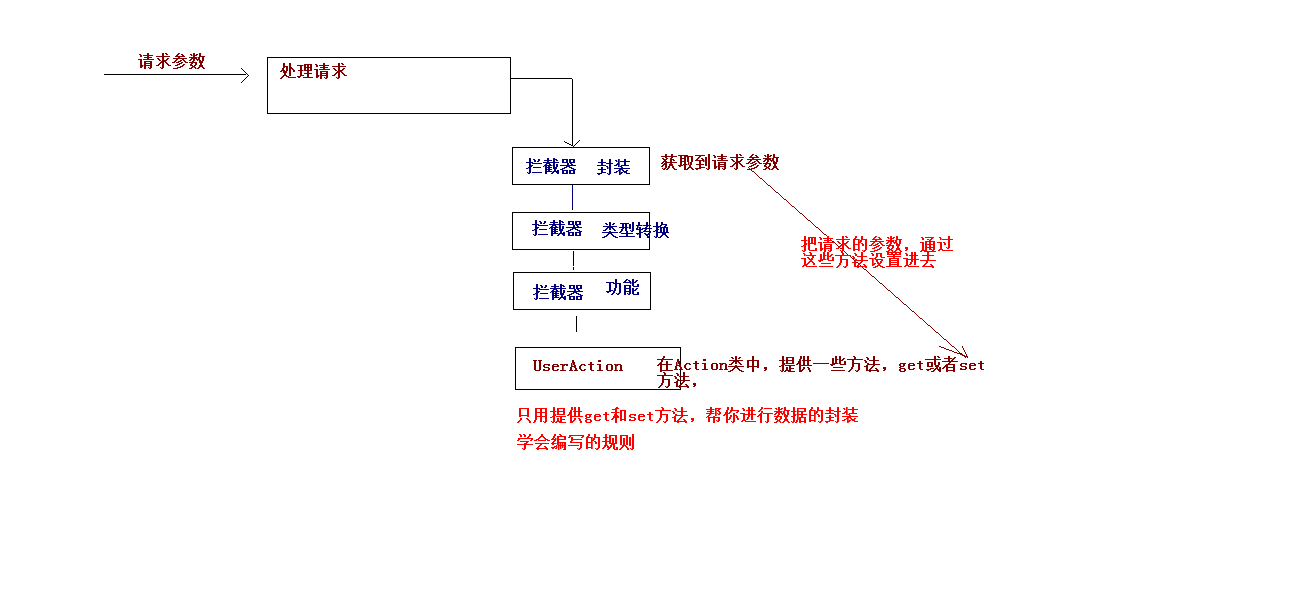 请求参数
处理请求
拦截器 封装
获取到请求参数
拦截器 类型转换
把请求的参数，通过
这些方法设置进去
拦截器 功能
UserAction
在Action类中，提供一些方法，get或者set
方法，
只用提供get和set方法，帮你进行数据的封装
学会编写的规则